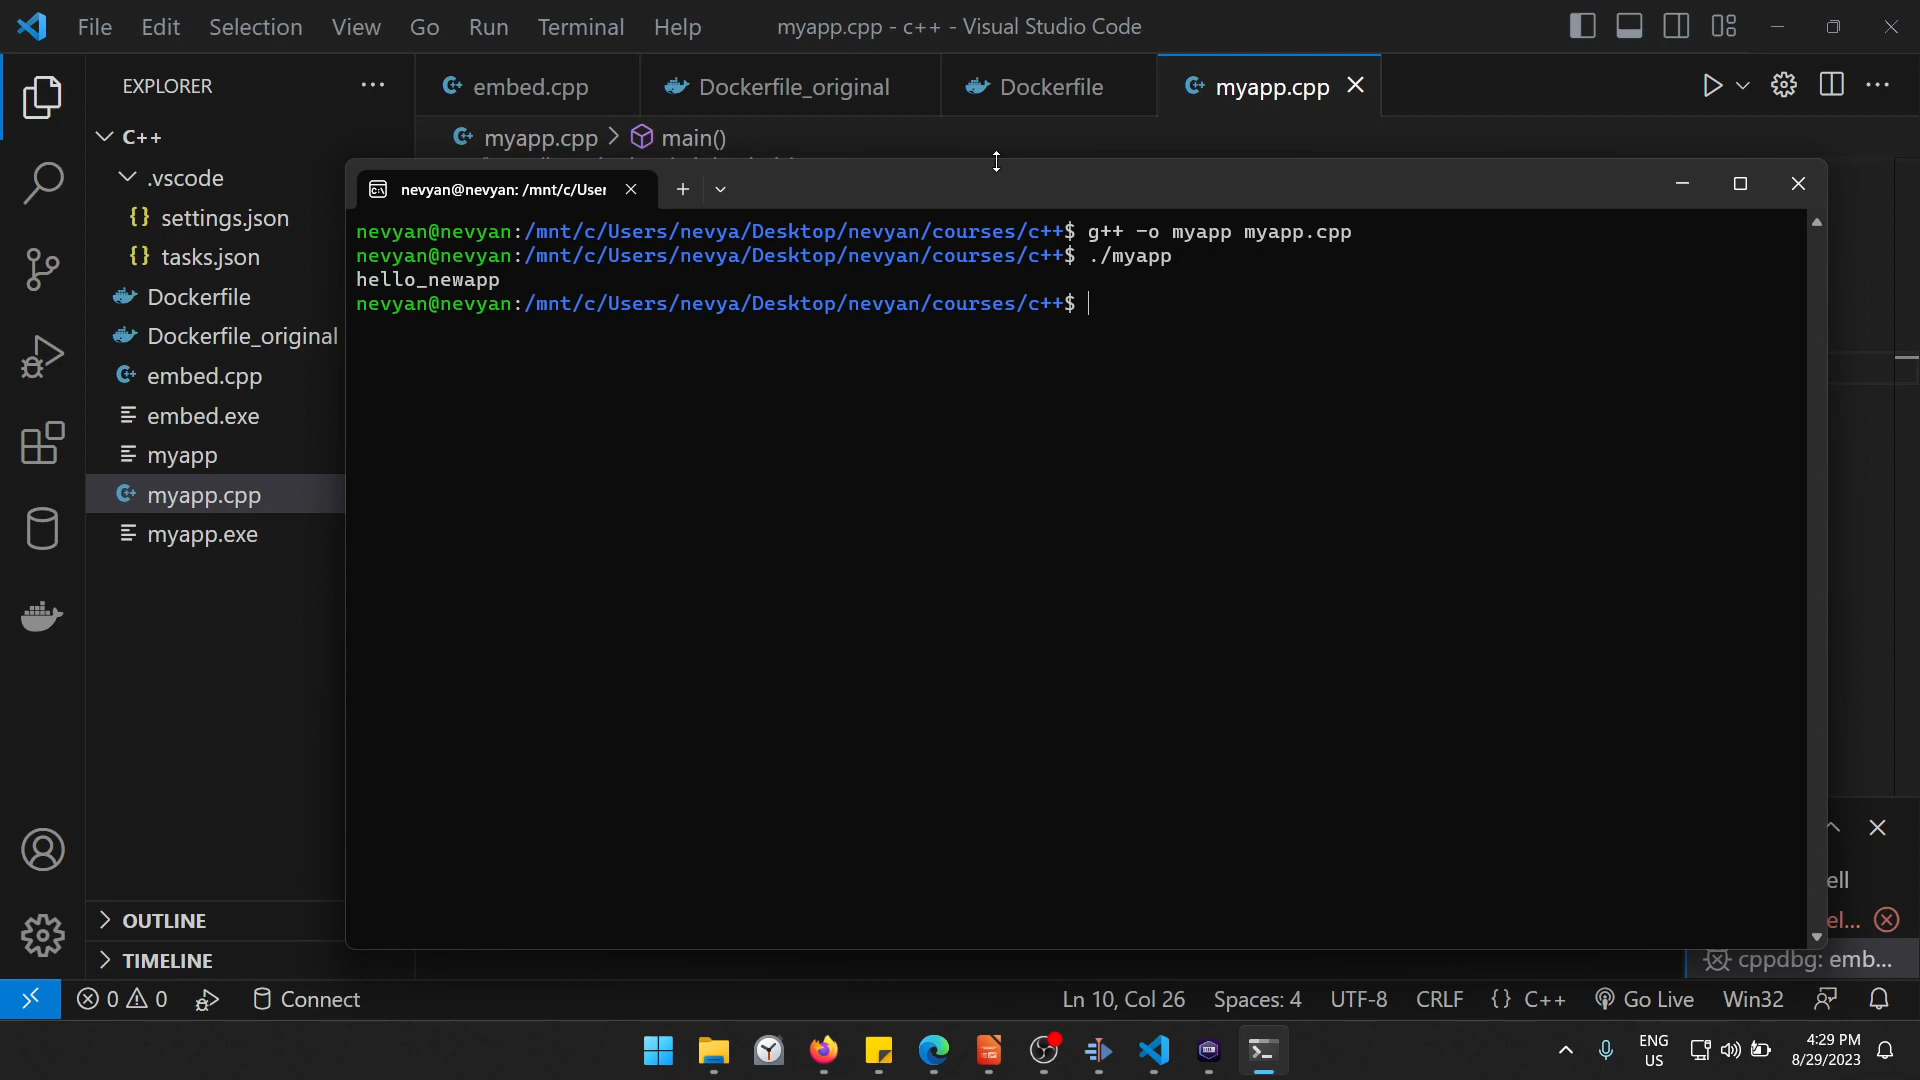 File Edit Selection View Go Run Terminal Help myapp.cpp - c++ - Visual Studio Code
EXPLORER
embed.cpp Dockerfile_original Dockerfile myapp.cpp
C++
myapp.cpp > main()
.vscode
{} settings.json
{} tasks.json
Dockerfile
Dockerfile_original
embed.cpp
embed.exe
myapp
myapp.cpp
myapp.exe
OUTLINE
TIMELINE
nevyan@nevyan: /mnt/c/User
nevyan@nevyan:/mnt/c/Users/nevya/Desktop/nevyan/courses/c++$ g++ -o myapp myapp.cpp
nevyan@nevyan:/mnt/c/Users/nevya/Desktop/nevyan/courses/c++$ ./myapp
hello_newapp
nevyan@nevyan:/mnt/c/Users/nevya/Desktop/nevyan/courses/c++$
ell
el...
cppdbg: emb...
0 0 Connect Ln 10, Col 26 Spaces: 4 UTF-8 CRLF {} C++ Go Live Win32
ENG
US
4:29 PM
8/29/2023